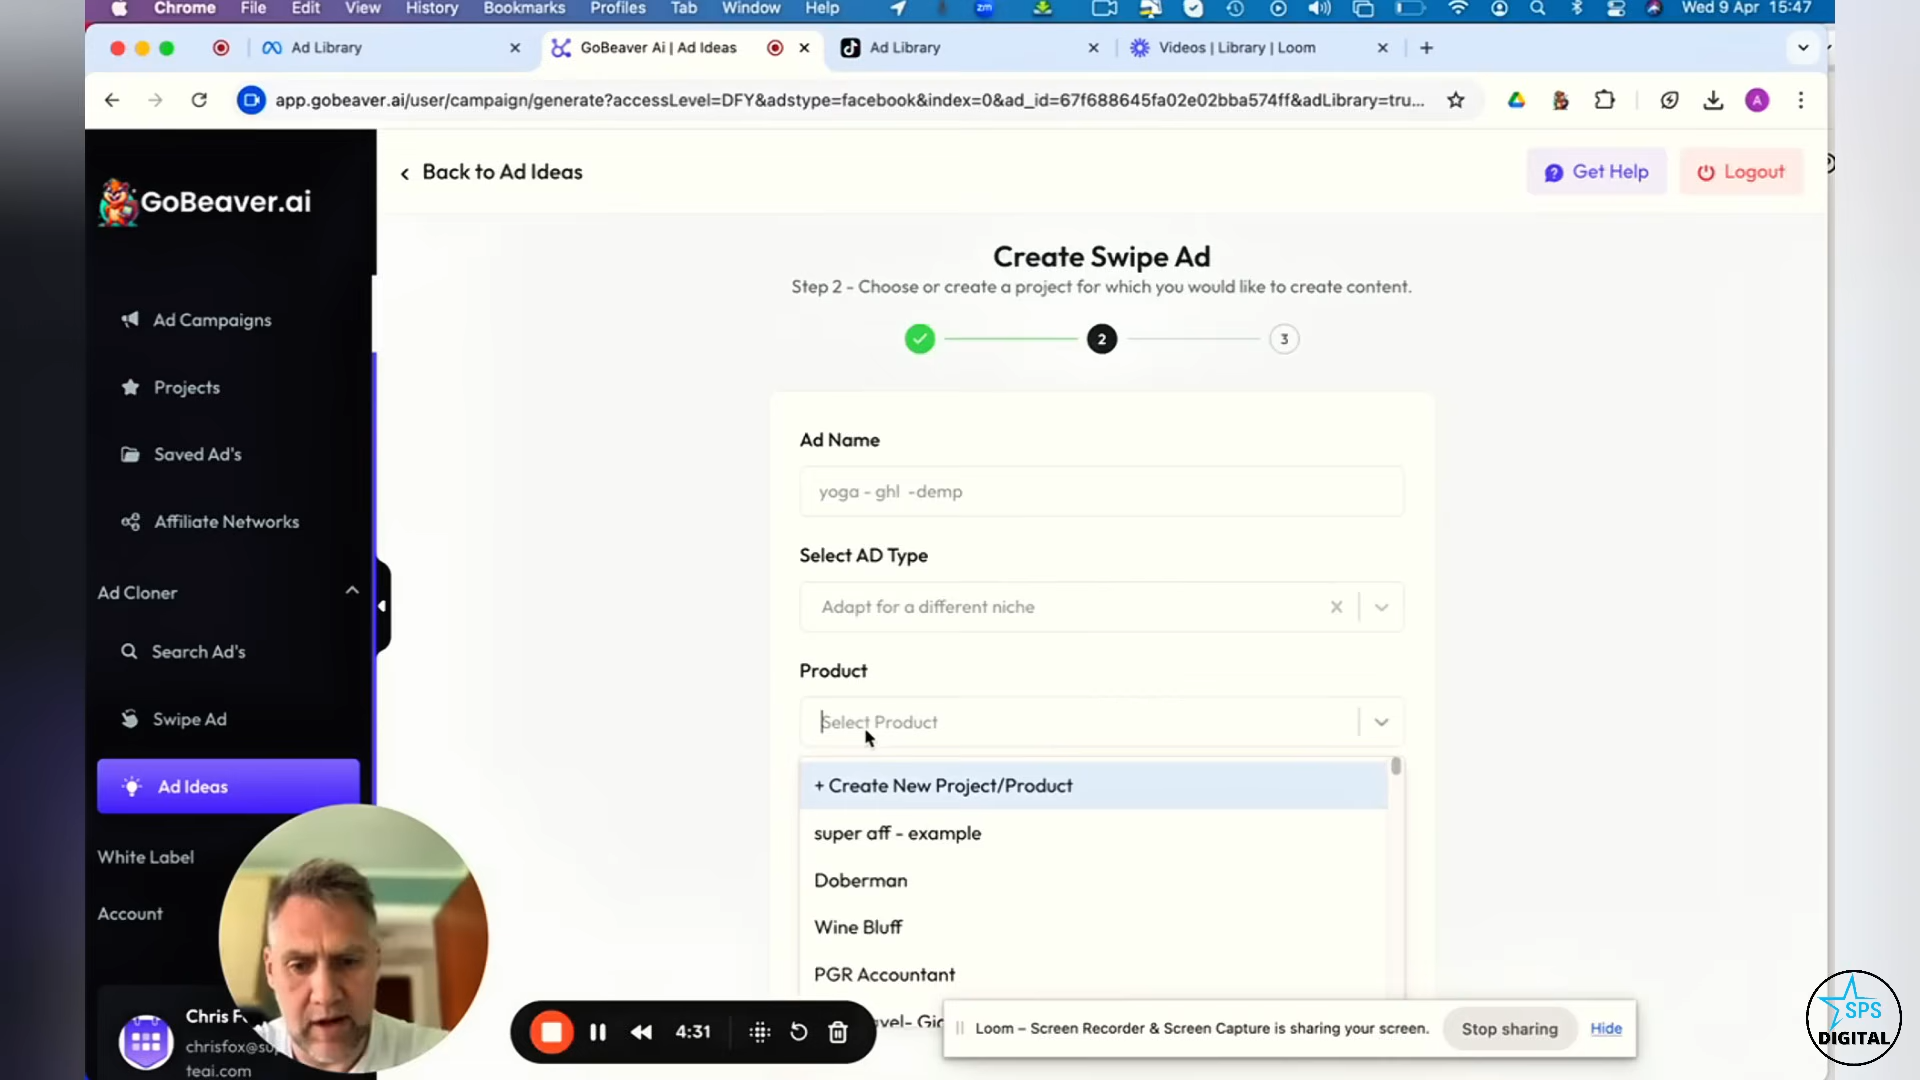 Chrome File Edit View History Bookmarks Profiles Tab Window Help zm Wed 9 Apr 15:47
Ad Library GoBeaver Ai | Ad Ideas Ad Library Videos | Library | Loom
app.gobeaver.ai/user/campaign/generate?accessLevel=DFY&adstype=facebook&index=0&ad_id=67f688645fa02e02bba574ff&adLibrary=tru... A
GoBeaver.ai
Back to Ad Ideas
Get Help
Logout
Create Swipe Ad
Step 2 - Choose or create a project for which you would like to create content.
2 3
Ad Campaigns
Projects
Saved Ad's
Affiliate Networks
Ad Cloner
Search Ad's
Swipe Ad
Ad Ideas
White Label
Account
Chris F
chrisfox@su
teai.com
Ad Name
yoga - ghl -demp
Select AD Type
Adapt for a different niche
Product
Select Product
+ Create New Project/Product
super aff - example
Doberman
Wine Bluff
PGR Accountant
4:31
Loom – Screen Recorder & Screen Capture is sharing your screen. Stop sharing Hide
SPS
DIGITAL